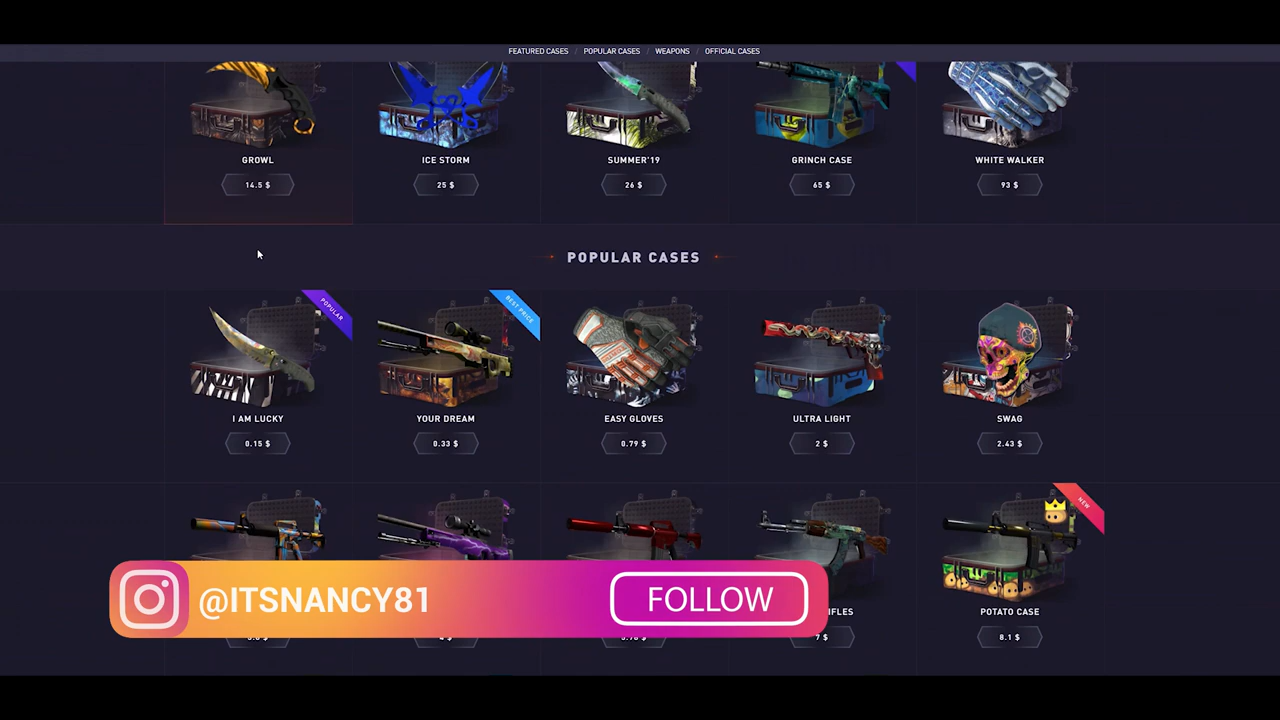 FEATURED CASES / POPULAR CASES / WEAPONS / OFFICIAL CASES
GROWL
ICE STORM
SUMMER'19
GRINCH CASE
WHITE WALKER
14.5 $
25 $
26 $
65 $
93 $
POPULAR CASES
POPULAR
BEST PRICE
I AM LUCKY
YOUR DREAM
EASY GLOVES
ULTRA LIGHT
SWAG
0.15 $
0.33 $
0.79 $
2 $
2.43 $
NEW
@ITSNANCY81
FOLLOW
POTATO CASE
7 $
8.1 $